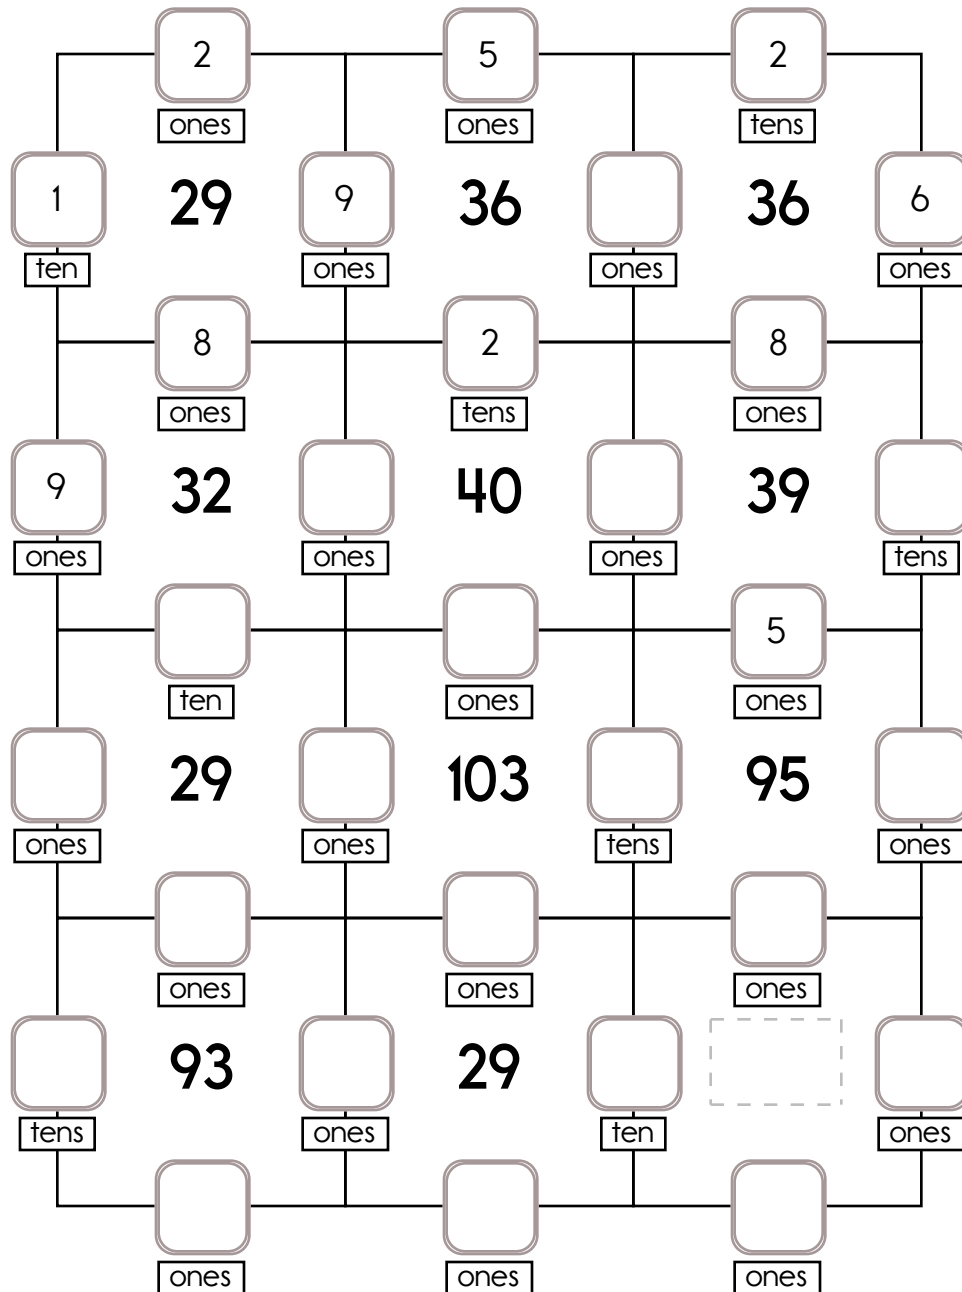 2 5 2
ones ones tens
1 29 9 36 36 6
ten ones ones ones
8 2 8
ones tens ones
9 32 40 39
ones ones ones tens
5
ten ones ones
29 103 95
ones ones tens ones
ones ones ones
93 29
tens ones ten ones
ones ones ones